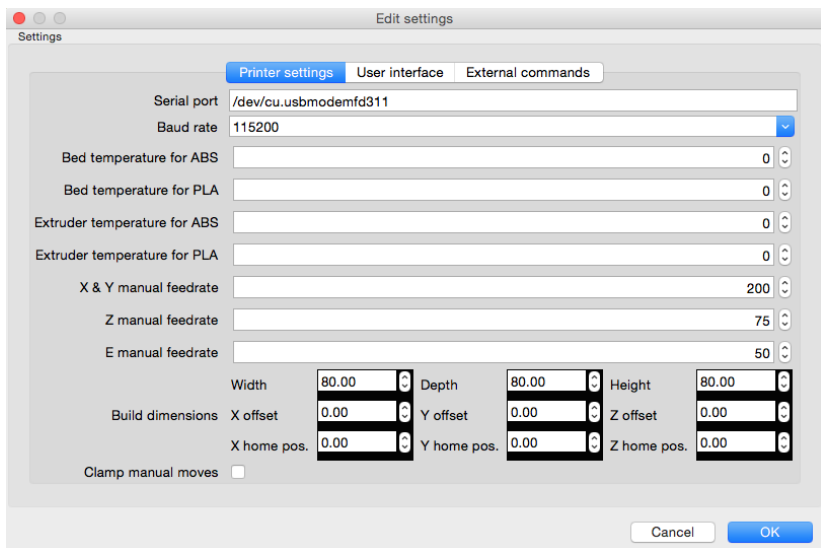 Edit settings
Settings
Printer settings User interface External commands
Serial port /dev/cu.usbmodemfd311
Baud rate 115200
Bed temperature for ABS 0
Bed temperature for PLA 0
Extruder temperature for ABS 0
Extruder temperature for PLA 0
X & Y manual feedrate 200
Z manual feedrate 75
E manual feedrate 50
Width 80.00 Depth 80.00 Height 80.00
Build dimensions X offset 0.00 Y offset 0.00 Z offset 0.00
X home pos. 0.00 Y home pos. 0.00 Z home pos. 0.00
Clamp manual moves
Cancel OK